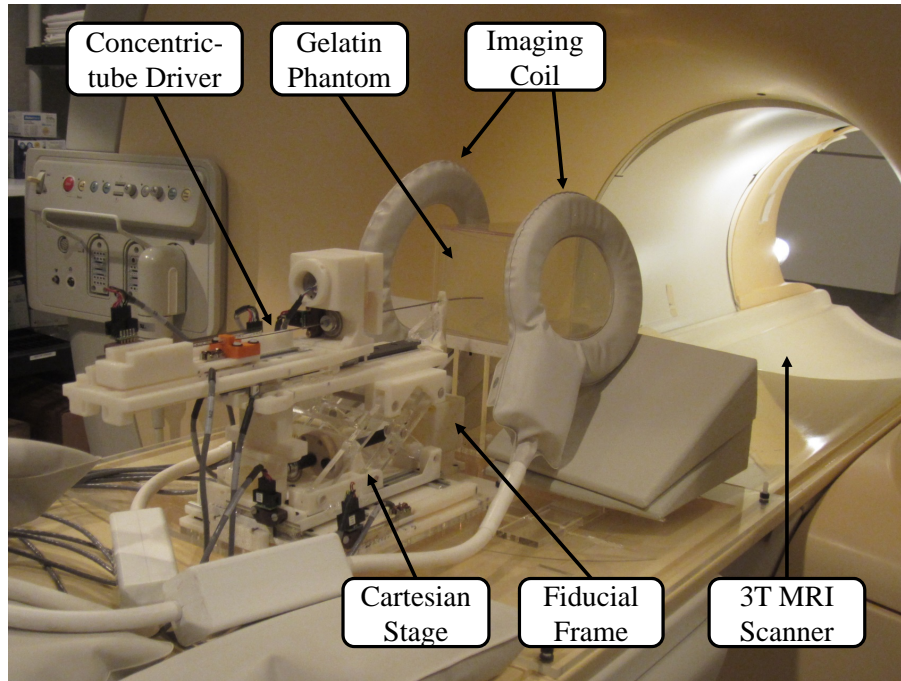 Concentric-
tube Driver
Gelatin
Phantom
Imaging
Coil
Cartesian
Stage
Fiducial
Frame
3T MRI
Scanner